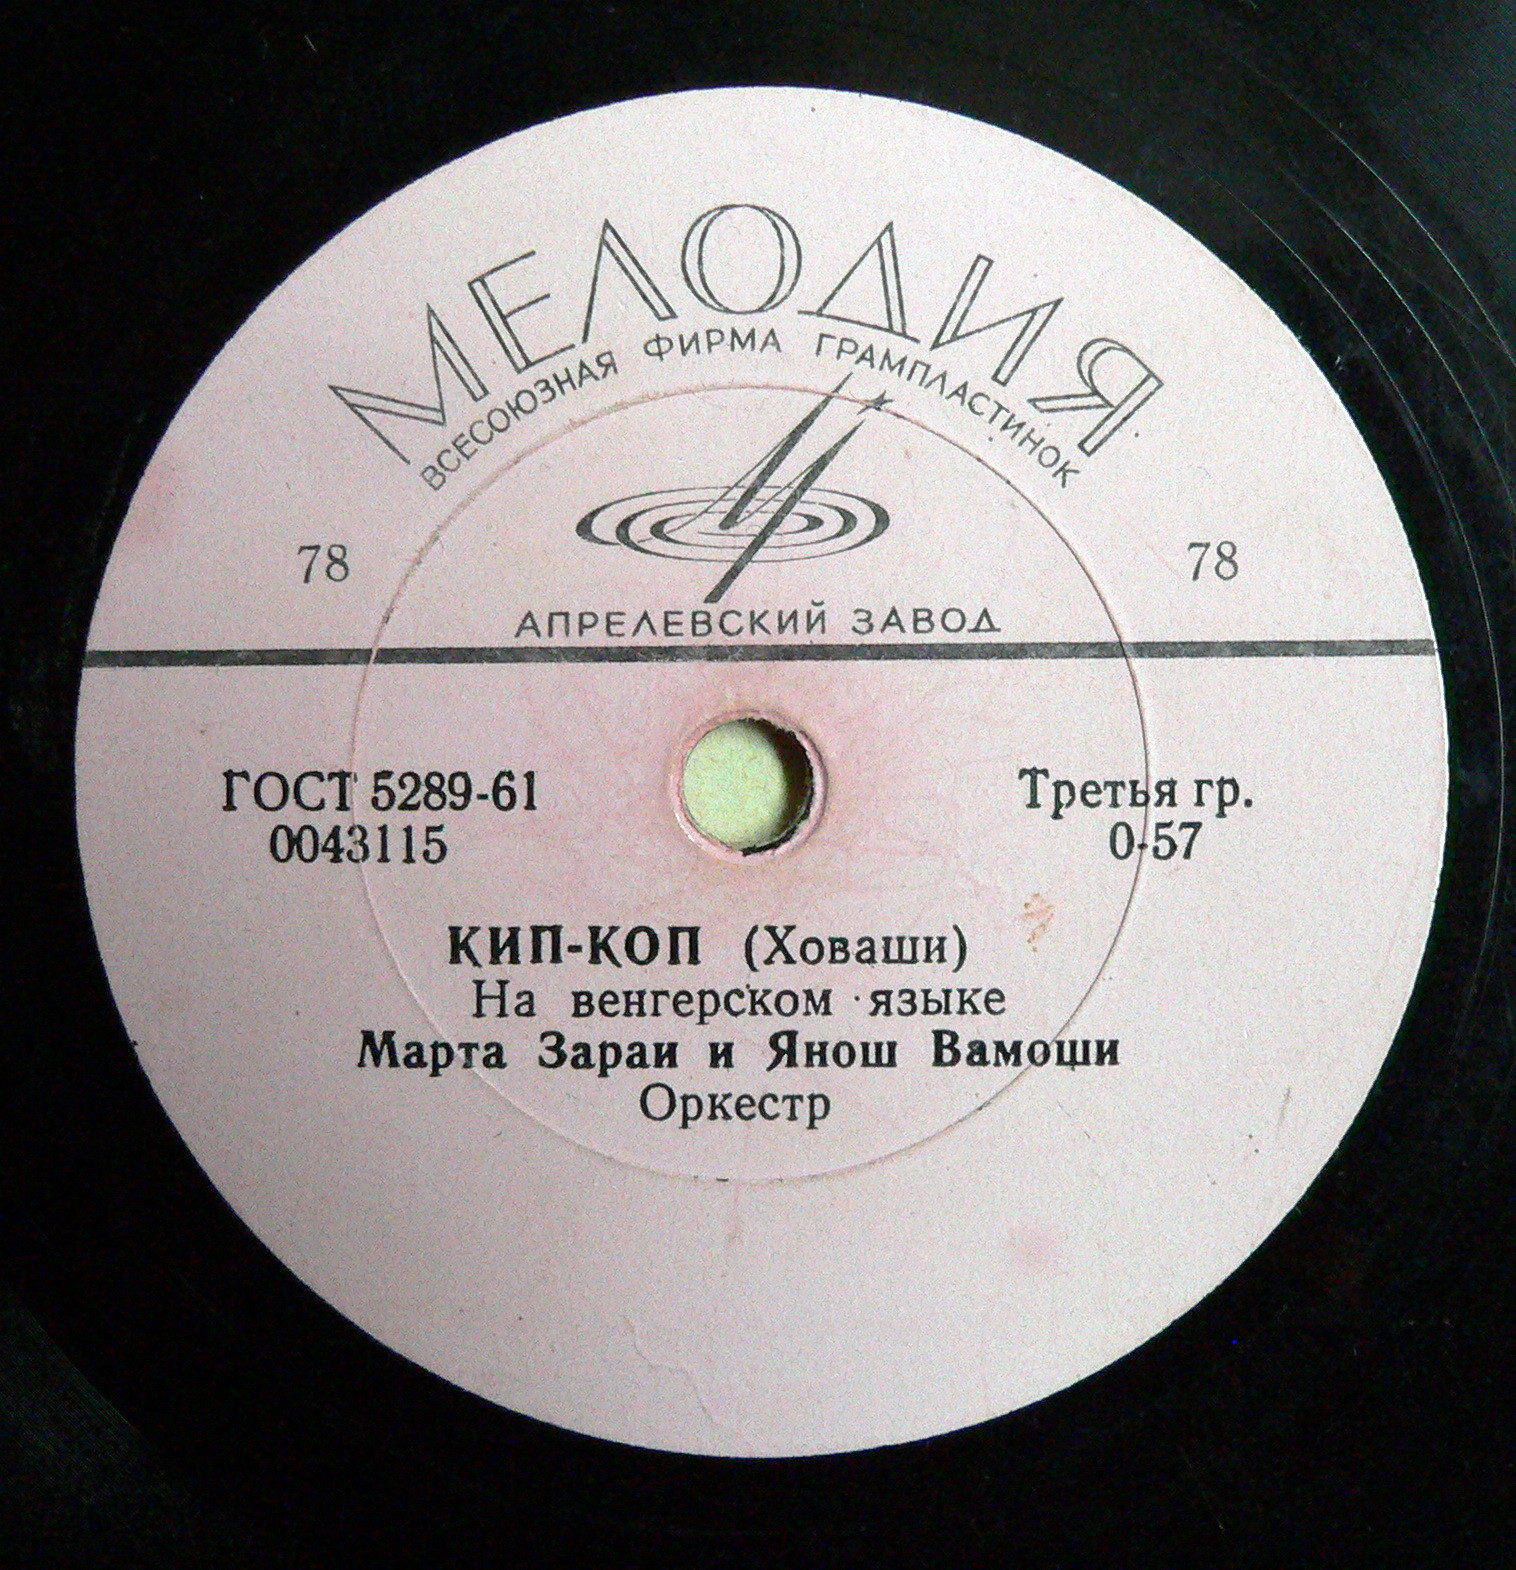 МЕЛОДИЯ
ВСЕСОЮЗНАЯ ФИРМА ГРАМПЛАСТИНОК
78 78
АПРЕЛЕВСКИЙ ЗАВОД
ГОСТ 5289-61 Третья гр.
0043115 0-57
КИП-КОП (Ховаши)
На венгерском языке
Марта Зараи и Янош Вамоши
Оркестр